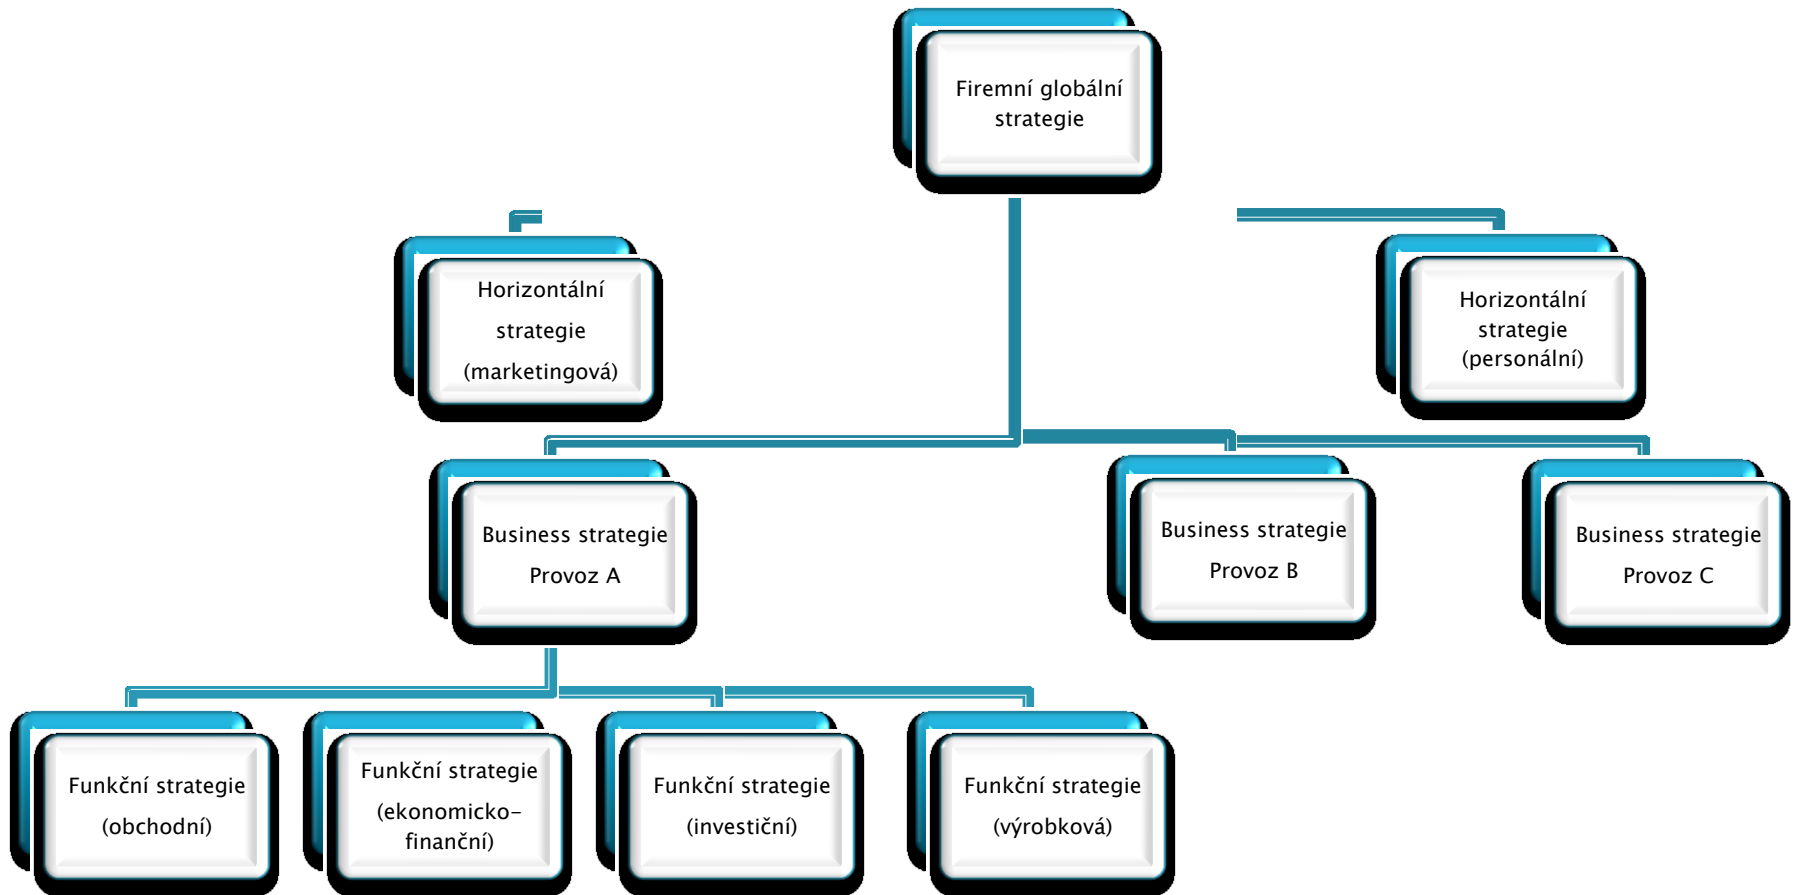 Firemní globální
strategie
Horizontální
strategie
(marketingová)
Horizontální
strategie
(personální)
Business strategie
Provoz A
Business strategie
Provoz B
Business strategie
Provoz C
Funkční strategie
(obchodní)
Funkční strategie
(ekonomicko-
finanční)
Funkční strategie
(investiční)
Funkční strategie
(výrobková)